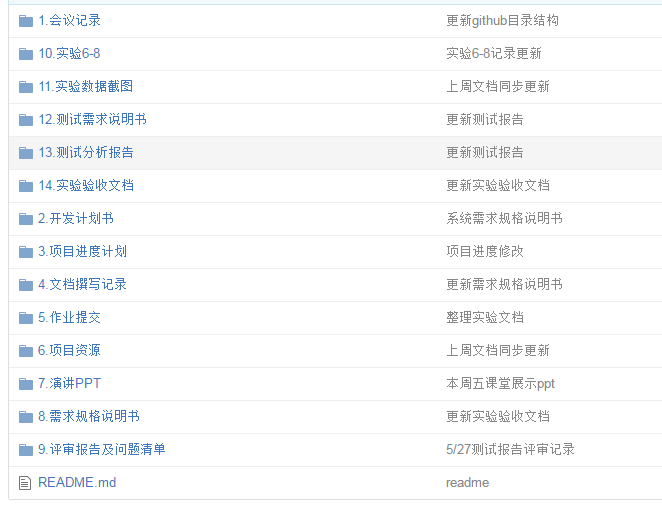 1.会议记录 更新github目录结构
10.实验6-8 实验6-8记录更新
11.实验数据截图 上周文档同步更新
12.测试需求说明书 更新测试报告
13.测试分析报告 更新测试报告
14.实验验收文档 更新实验验收文档
2.开发计划书 系统需求规格说明书
3.项目进度计划 项目进度修改
4.文档撰写记录 更新需求规格说明书
5.作业提交 整理实验文档
6.项目资源 上周文档同步更新
7.演讲PPT 本周五课堂展示ppt
8.需求规格说明书 更新实验验收文档
9.评审报告及问题清单 5/27测试报告评审记录
README.md readme